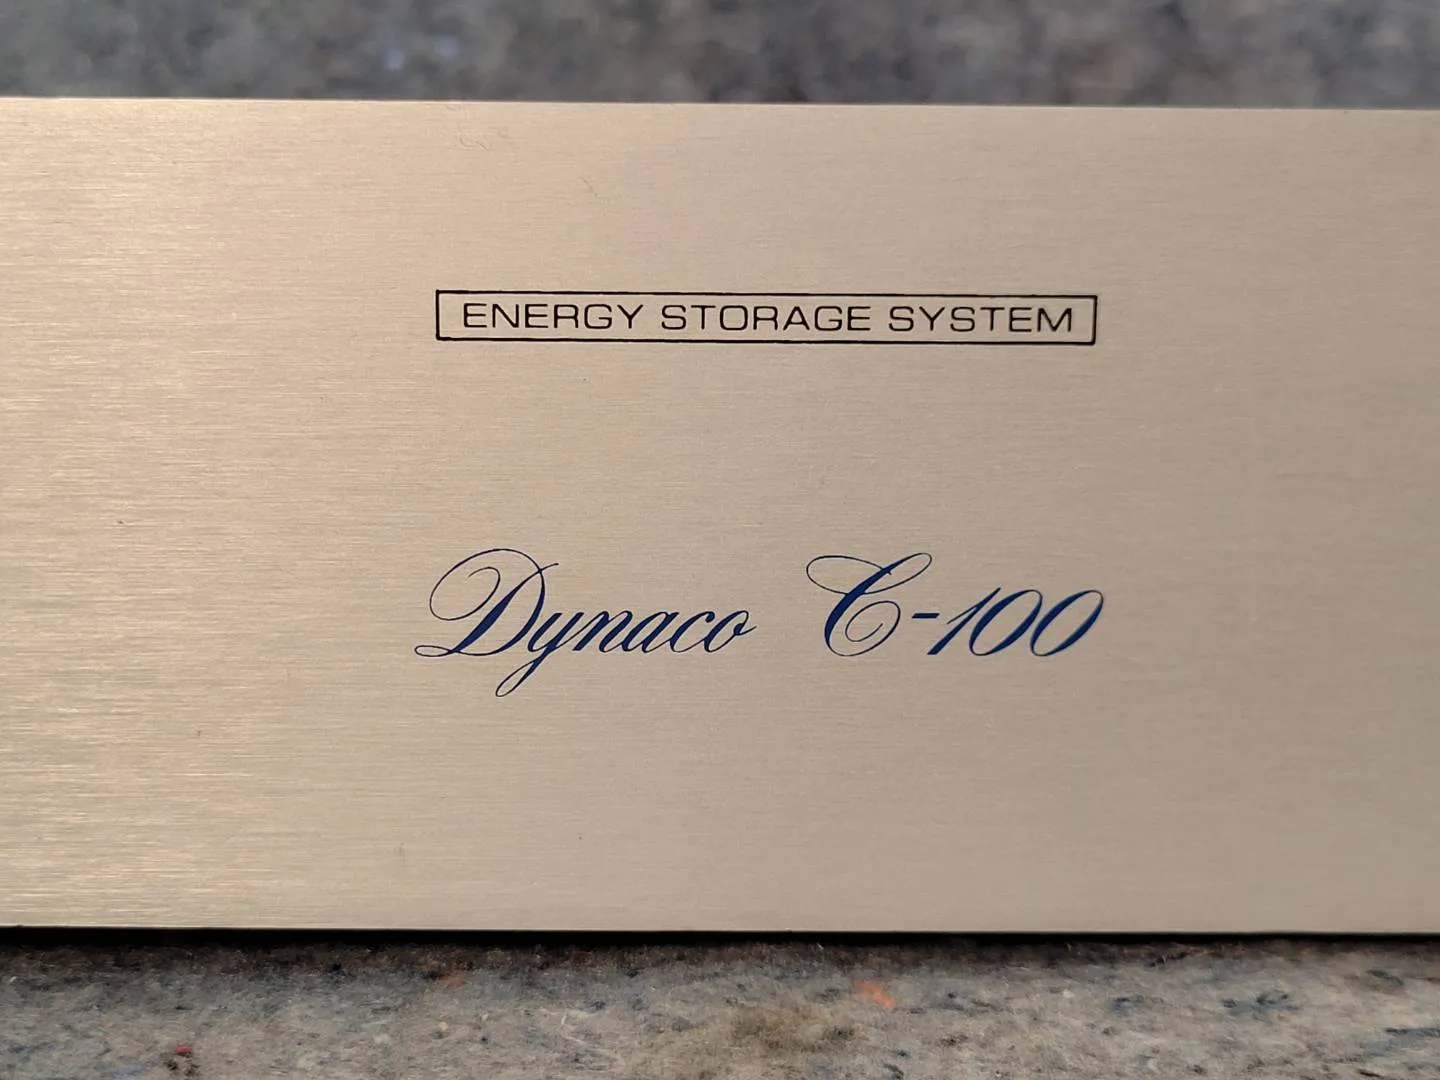 ENERGY STORAGE SYSTEM
Dynaco C-100